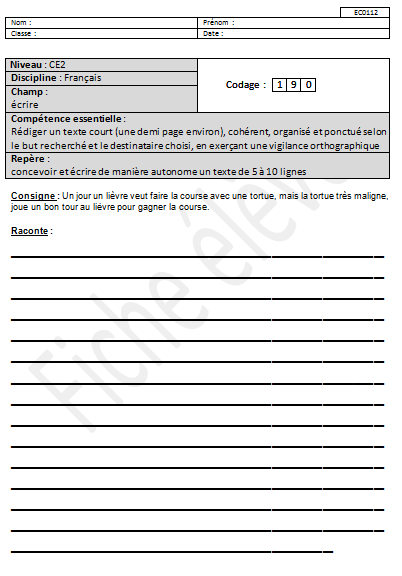 EC0112
Nom : Prénom :
Classe : Date :
Niveau : CE2
Discipline : Français
Champ :
écrire
Codage : 1 9 0
Compétence essentielle :
Rédiger un texte court (une demi page environ), cohérent, organisé et ponctué selon
le but recherché et le destinataire choisi, en exerçant une vigilance orthographique
Repère :
concevoir et écrire de manière autonome un texte de 5 à 10 lignes
Consigne : Un jour un lièvre veut faire la course avec une tortue, mais la tortue très maligne,
joue un bon tour au lièvre pour gagner la course.
Raconte :
Fiche élève